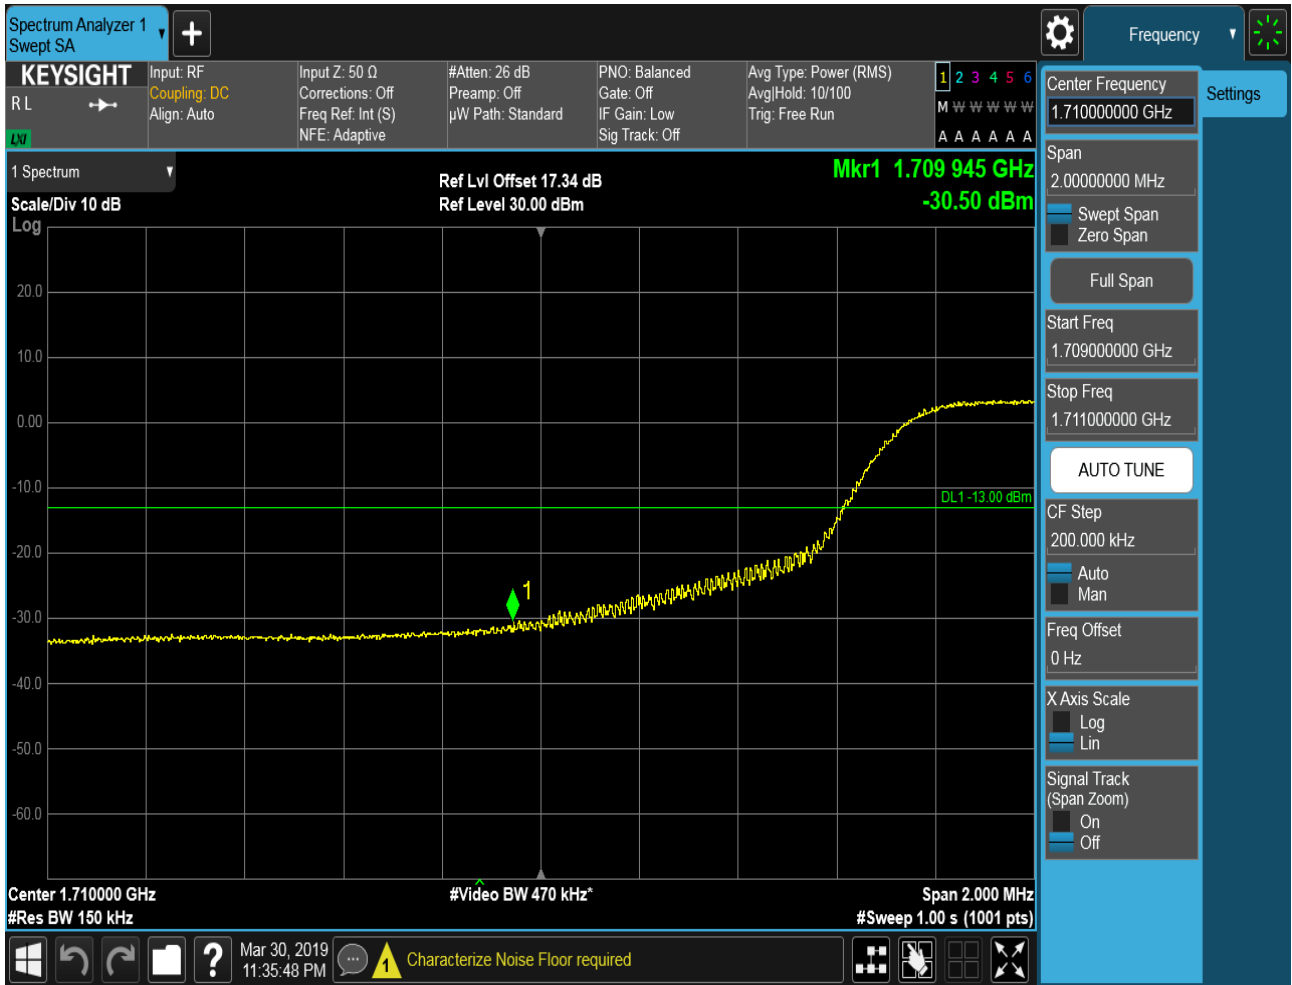 Spectrum Analyzer 1
Swept SA
Frequency
KEYSIGHT
R L
LXI
Input: RF
Coupling: DC
Align: Auto
Input Z: 50 Ω
Corrections: Off
Freq Ref: Int (S)
NFE: Adaptive
#Atten: 26 dB
Preamp: Off
µW Path: Standard
PNO: Balanced
Gate: Off
IF Gain: Low
Sig Track: Off
Avg Type: Power (RMS)
Avg|Hold: 10/100
Trig: Free Run
1 2 3 4 5 6
M W W W W W
A A A A A A
1 Spectrum
Scale/Div 10 dB
Log
Ref Lvl Offset 17.34 dB
Ref Level 30.00 dBm
Mkr1 1.709 945 GHz
-30.50 dBm
20.0
10.0
0.00
-10.0
-20.0
-30.0
-40.0
-50.0
-60.0
DL1 -13.00 dBm
1
Center 1.710000 GHz
#Res BW 150 kHz
#Video BW 470 kHz*
Span 2.000 MHz
#Sweep 1.00 s (1001 pts)
Center Frequency
1.710000000 GHz
Settings
Span
2.00000000 MHz
Swept Span
Zero Span
Full Span
Start Freq
1.709000000 GHz
Stop Freq
1.711000000 GHz
AUTO TUNE
CF Step
200.000 kHz
Auto
Man
Freq Offset
0 Hz
X Axis Scale
Log
Lin
Signal Track
(Span Zoom)
On
Off
?
Mar 30, 2019
11:35:48 PM
1
Characterize Noise Floor required